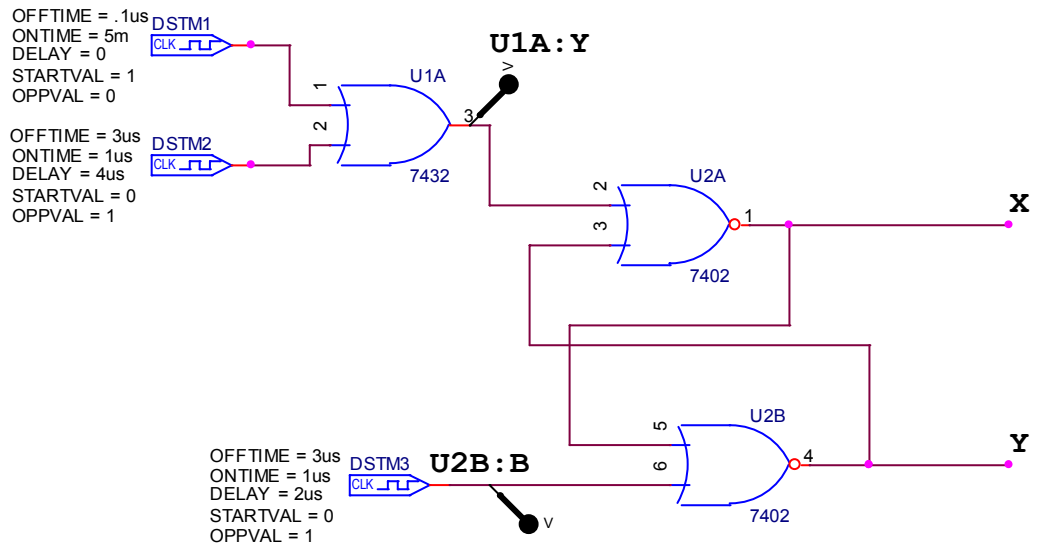 OFFTIME = .1us
DSTM1
ONTIME = 5m
CLK
DELAY = 0
STARTVAL = 1
OPPVAL = 0
U1A:Y
V
U1A
1
2
3
7432
OFFTIME = 3us
DSTM2
ONTIME = 1us
CLK
DELAY = 4us
STARTVAL = 0
OPPVAL = 1
U2A
2
3
1
7402
X
U2B
5
6
4
7402
Y
OFFTIME = 3us
DSTM3
U2B:B
ONTIME = 1us
CLK
DELAY = 2us
STARTVAL = 0
OPPVAL = 1
V